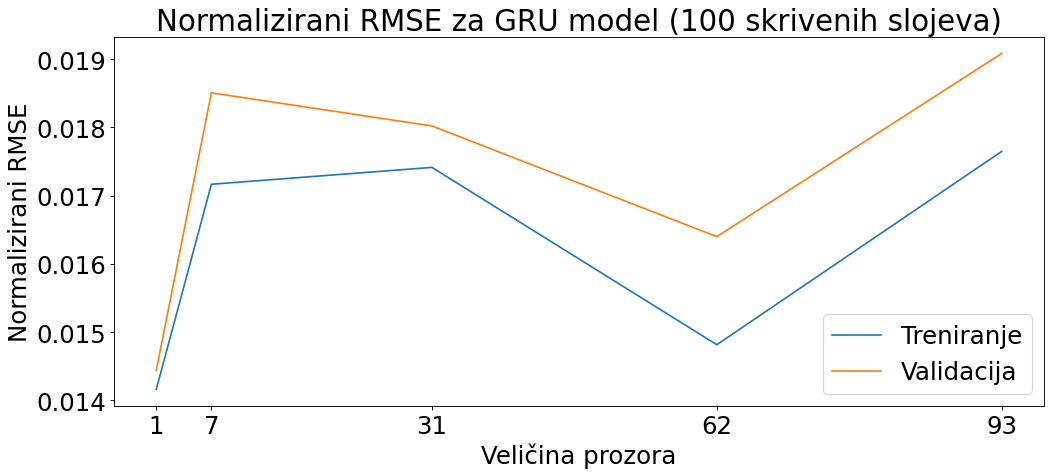 Normalizirani RMSE za GRU model (100 skrivenih slojeva)
Normalizirani RMSE
0.019
0.018
0.017
0.016
0.015
0.014
Treniranje
Validacija
1 7 31 62 93
Veličina prozora